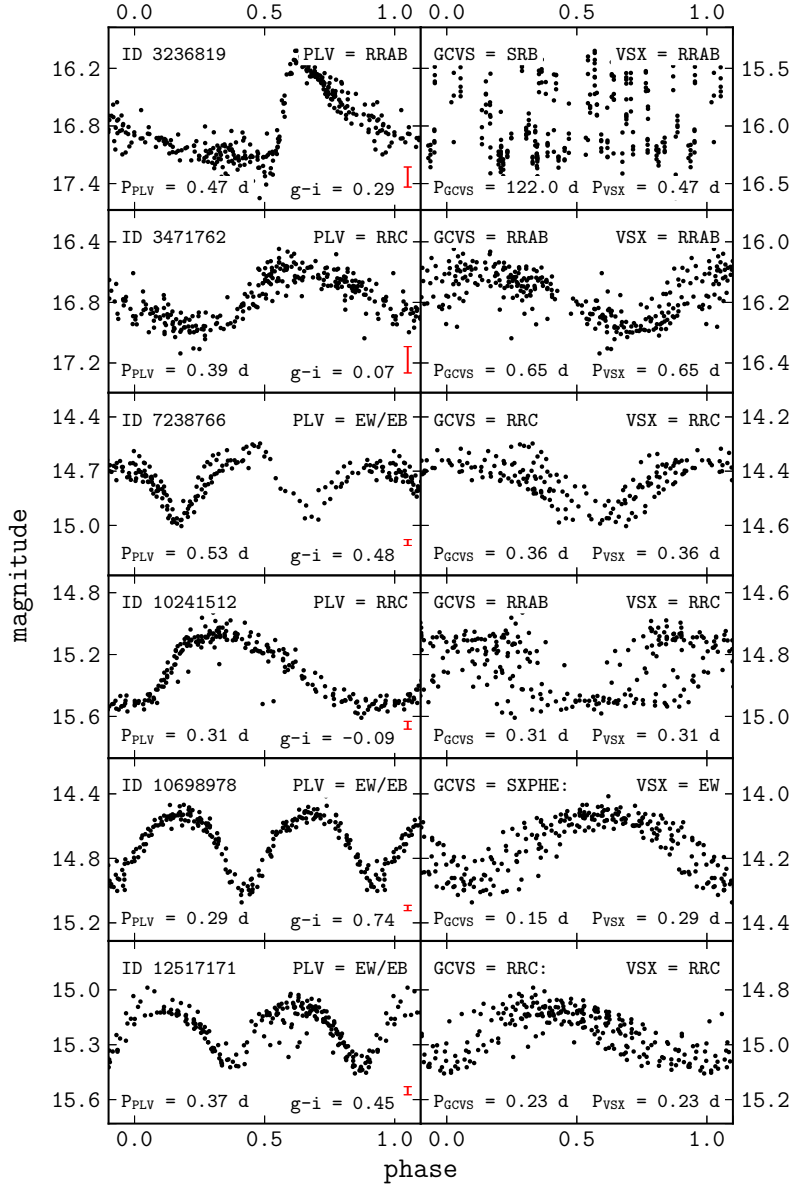 0.0 0.5 1.0 0.0 0.5 1.0
ID 3236819 PLV = RRAB GCVS = SRB VSX = RRAB
16.2 15.5
16.8 16.0
17.4 16.5
P_PLV = 0.47 d g-i = 0.29 P_GCVS = 122.0 d P_VSX = 0.47 d
ID 3471762 PLV = RRC GCVS = RRAB VSX = RRAB
16.4 16.0
16.8 16.2
17.2 16.4
P_PLV = 0.39 d g-i = 0.07 P_GCVS = 0.65 d P_VSX = 0.65 d
14.4 14.2
ID 7238766 PLV = EW/EB GCVS = RRC VSX = RRC
14.7 14.4
15.0 14.6
P_PLV = 0.53 d g-i = 0.48 P_GCVS = 0.36 d P_VSX = 0.36 d
magnitude
14.8 14.6
ID 10241512 PLV = RRC GCVS = RRAB VSX = RRC
15.2 14.8
15.6 15.0
P_PLV = 0.31 d g-i = -0.09 P_GCVS = 0.31 d P_VSX = 0.31 d
ID 10698978 PLV = EW/EB GCVS = SXPHE: VSX = EW
14.4 14.0
14.8 14.2
15.2 14.4
P_PLV = 0.29 d g-i = 0.74 P_GCVS = 0.15 d P_VSX = 0.29 d
ID 12517171 PLV = EW/EB GCVS = RRC: VSX = RRC
15.0 14.8
15.3 15.0
15.6 15.2
P_PLV = 0.37 d g-i = 0.45 P_GCVS = 0.23 d P_VSX = 0.23 d
0.0 0.5 1.0 0.0 0.5 1.0
phase